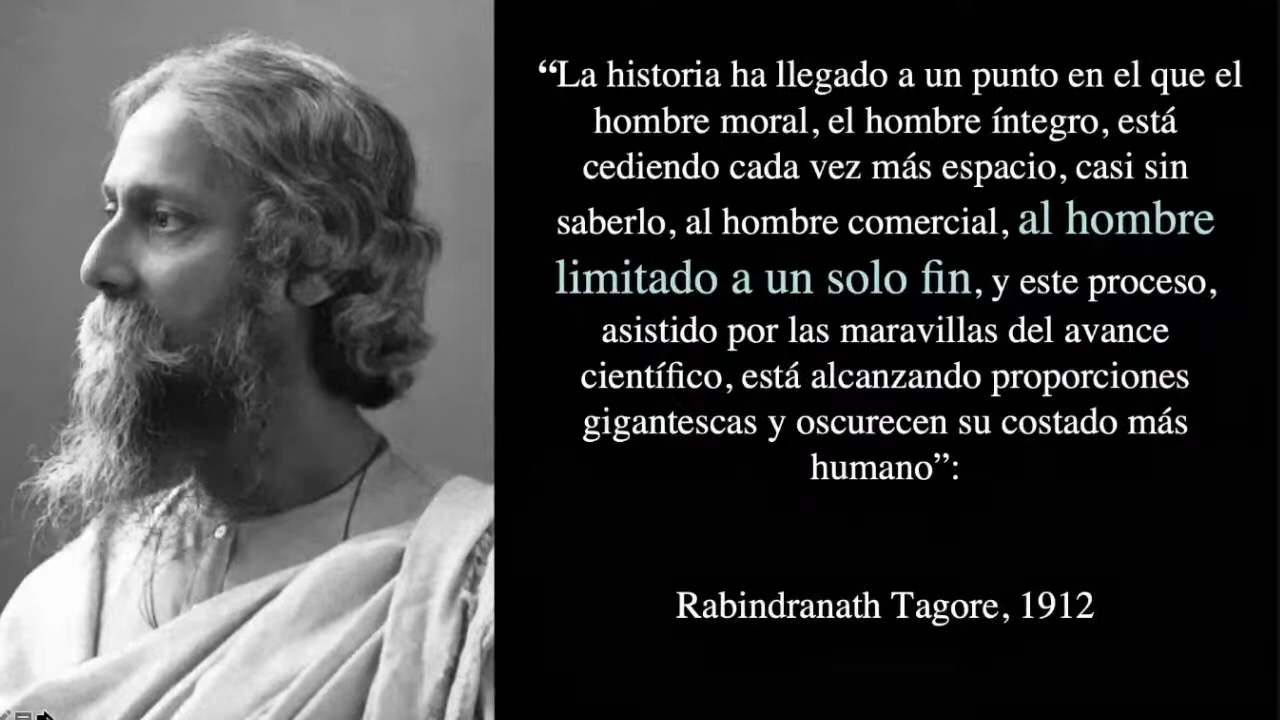 “La historia ha llegado a un punto en el que el
hombre moral, el hombre íntegro, está
cediendo cada vez más espacio, casi sin
saberlo, al hombre comercial, al hombre
limitado a un solo fin, y este proceso,
asistido por las maravillas del avance
científico, está alcanzando proporciones
gigantescas y oscurecen su costado más
humano”:
Rabindranath Tagore, 1912